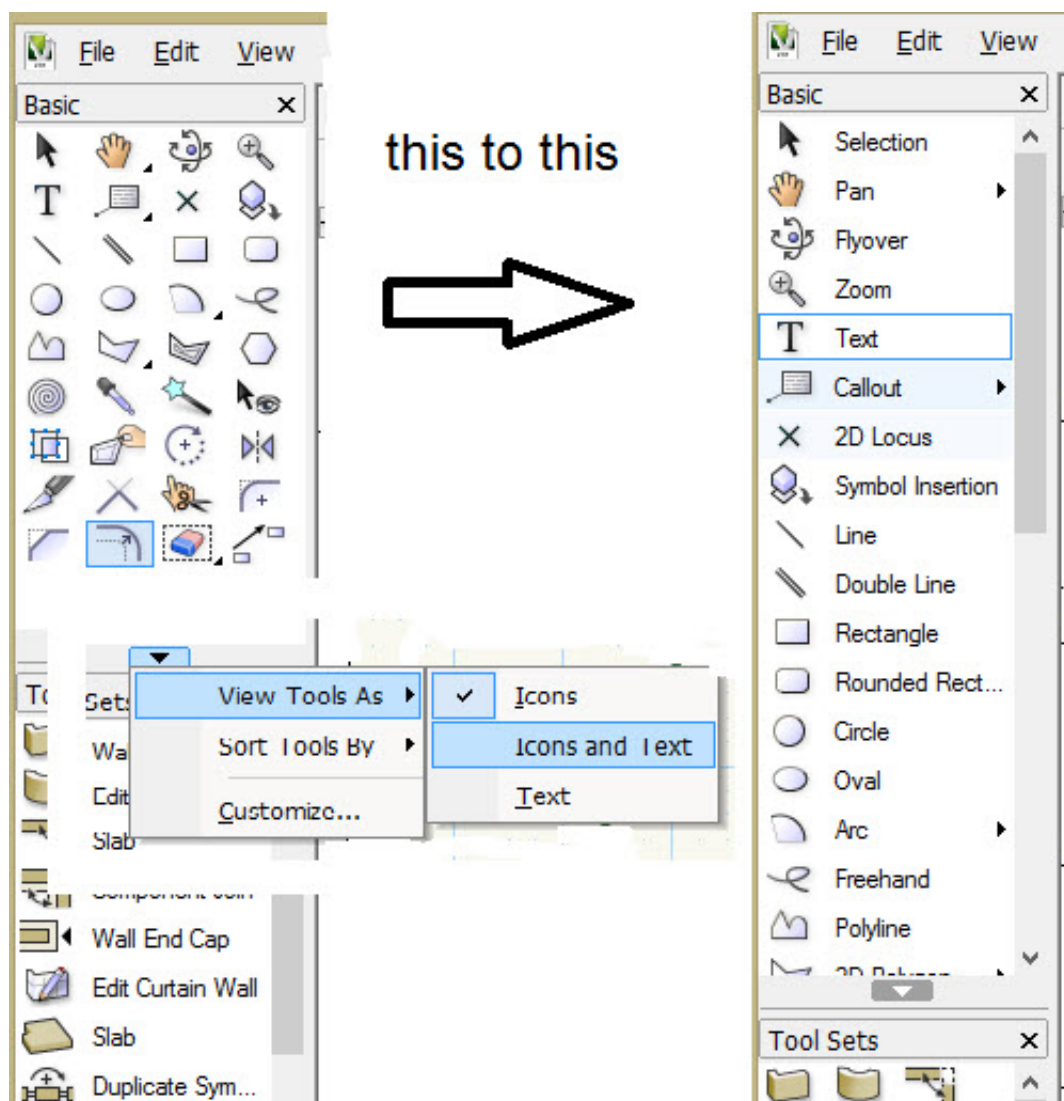 File Edit View
Basic
this to this
View Tools As
Sort Tools By
Customize...
Icons
Icons and Text
Text
Sets
Wa
Edit
Slab
Wall End Cap
Edit Curtain Wall
Slab
Duplicate Sym...
File Edit View
Basic
Selection
Pan
Flyover
Zoom
T Text
Callout
2D Locus
Symbol Insertion
Line
Double Line
Rectangle
Rounded Rect...
Circle
Oval
Arc
Freehand
Polyline
Tool Sets